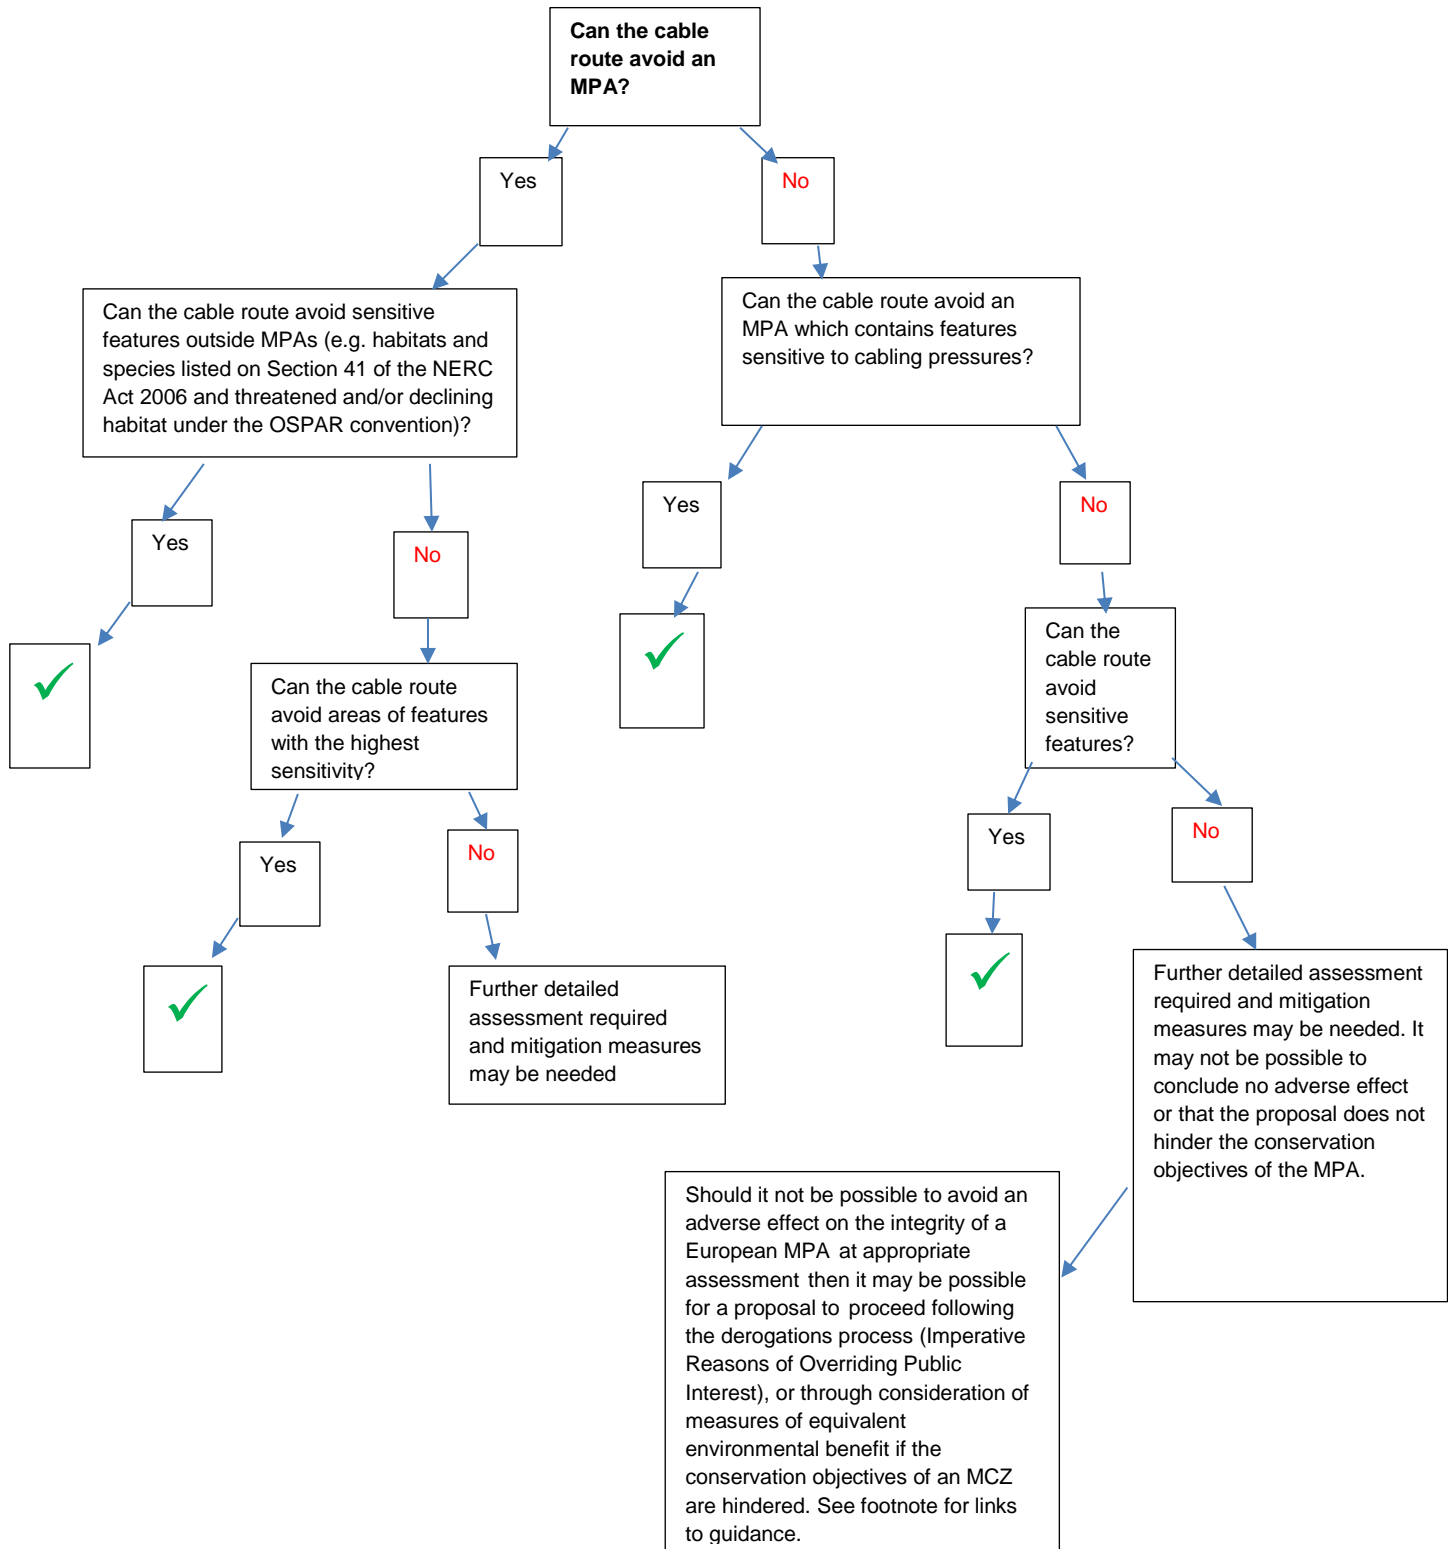 Can the cable
route avoid an
MPA?
Yes
No
Can the cable route avoid sensitive
features outside MPAs (e.g. habitats and
species listed on Section 41 of the NERC
Act 2006 and threatened and/or declining
habitat under the OSPAR convention)?
Can the cable route avoid an
MPA which contains features
sensitive to cabling pressures?
Yes
No
Yes
No
Can the cable route
avoid areas of features
with the highest
sensitivity?
Can the
cable route
avoid
sensitive
features?
Yes
No
Yes
No
Further detailed
assessment required
and mitigation measures
may be needed
Further detailed assessment
required and mitigation
measures may be needed. It
may not be possible to
conclude no adverse effect
or that the proposal does not
hinder the conservation
objectives of the MPA.
Should it not be possible to avoid an
adverse effect on the integrity of a
European MPA at appropriate
assessment then it may be possible
for a proposal to proceed following
the derogations process (Imperative
Reasons of Overriding Public
Interest), or through consideration of
measures of equivalent
environmental benefit if the
conservation objectives of an MCZ
are hindered. See footnote for links
to guidance.